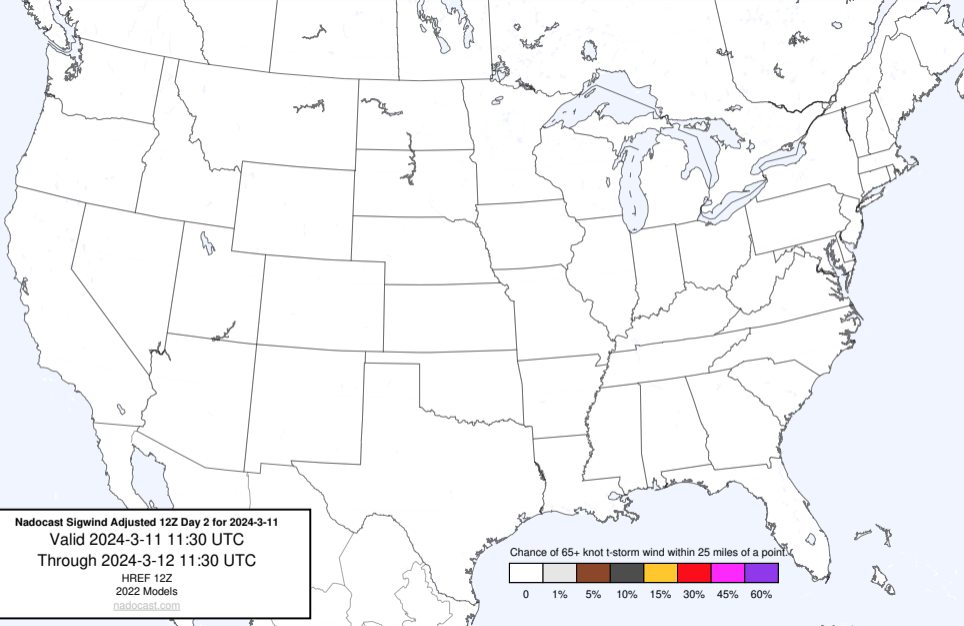 Nadocast Sigwind Adjusted 12Z Day 2 for 2024-3-11
Valid 2024-3-11 11:30 UTC
Through 2024-3-12 11:30 UTC
HREF 12Z
2022 Models
nadocast.com
Chance of 65+ knot t-storm wind within 25 miles of a point.
0 1% 5% 10% 15% 30% 45% 60%